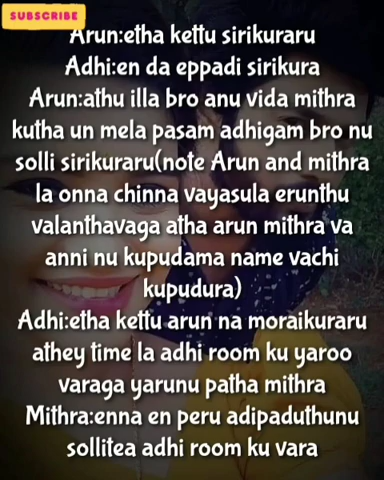 SUBSCRIBE
Arun:etha kettu sirikuraru
Adhi:en da eppadi sirikura
Arun:athu illa bro anu vida mithra
kutha un mela pasam adhigam bro nu
solli sirikuraru(note Arun and mithra
la onna chinna vayasula erunthu
valanthavaga atha arun mithra va
anni nu kupudama name vachi
kupudura)
Adhi:etha kettu arun na moraikuraru
athey time la adhi room ku yaroo
varaga yarunu patha mithra
Mithra:enna en peru adipaduthunu
sollitea adhi room ku vara